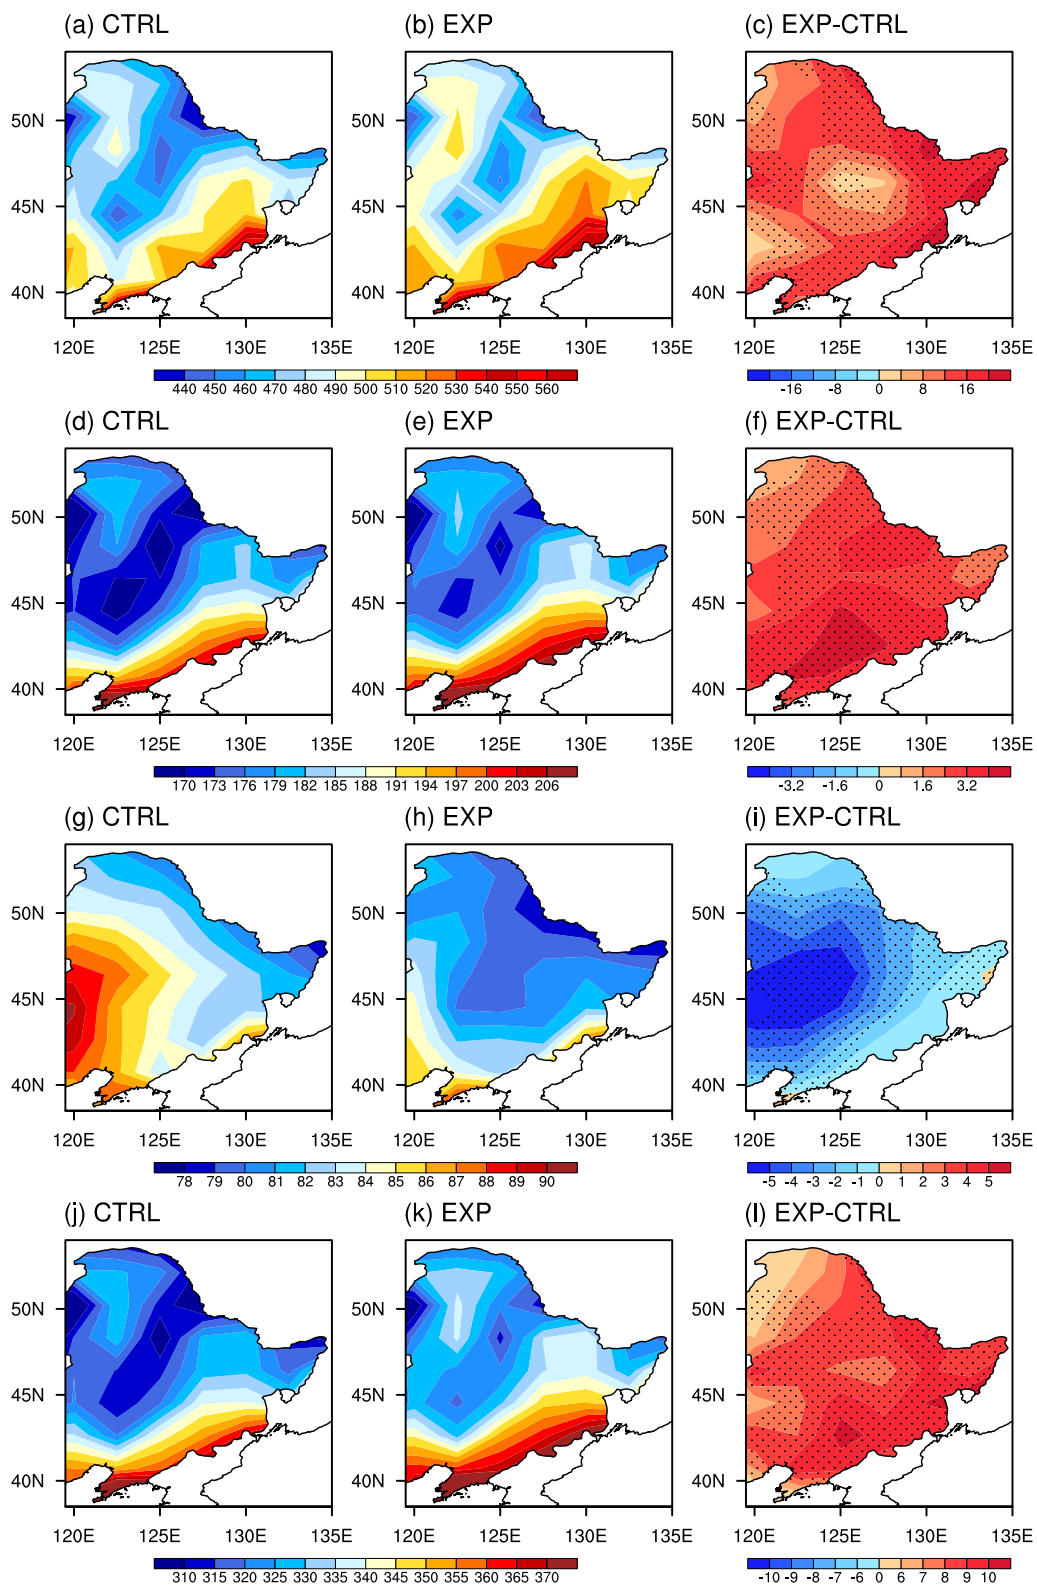 (a) CTRL (b) EXP (c) EXP-CTRL
50N 50N 50N
45N 45N 45N
40N 40N 40N
120E 125E 130E 135E 120E 125E 130E 135E 120E 125E 130E 135E
440 450 460 470 480 490 500 510 520 530 540 550 560 -16 -8 0 8 16
(d) CTRL (e) EXP (f) EXP-CTRL
50N 50N 50N
45N 45N 45N
40N 40N 40N
120E 125E 130E 135E 120E 125E 130E 135E 120E 125E 130E 135E
170 173 176 179 182 185 188 191 194 197 200 203 206 -3.2 -1.6 0 1.6 3.2
(g) CTRL (h) EXP (i) EXP-CTRL
50N 50N 50N
45N 45N 45N
40N 40N 40N
120E 125E 130E 135E 120E 125E 130E 135E 120E 125E 130E 135E
78 79 80 81 82 83 84 85 86 87 88 89 90 -5 -4 -3 -2 -1 0 1 2 3 4 5
(j) CTRL (k) EXP (l) EXP-CTRL
50N 50N 50N
45N 45N 45N
40N 40N 40N
120E 125E 130E 135E 120E 125E 130E 135E 120E 125E 130E 135E
310 315 320 325 330 335 340 345 350 355 360 365 370 -10 -9 -8 -7 -6 0 6 7 8 9 10